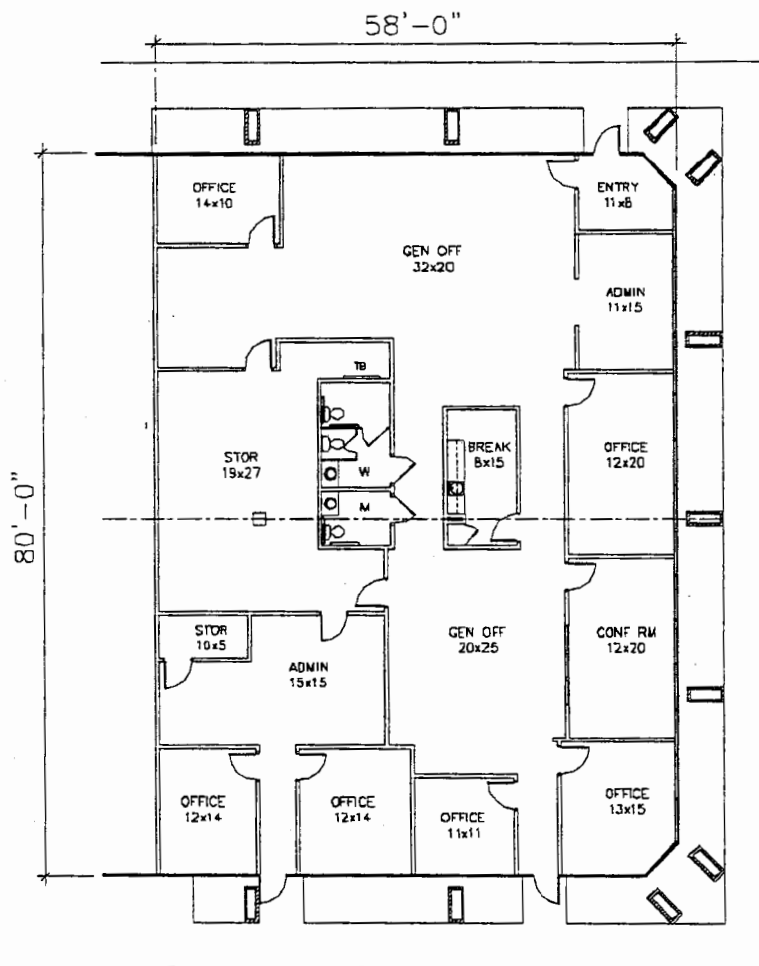 58'-0"
OFFICE
14x10
ENTRY
11x8
GEN OFF
32x20
ADMIN
11x15
TB
STOR
19x27
BREAK
8x15
OFFICE
12x20
W
M
80'-0"
STOR
10x5
GEN OFF
20x25
CONF RM
12x20
ADMIN
15x15
OFFICE
12x14
OFFICE
12x14
OFFICE
11x11
OFFICE
13x15